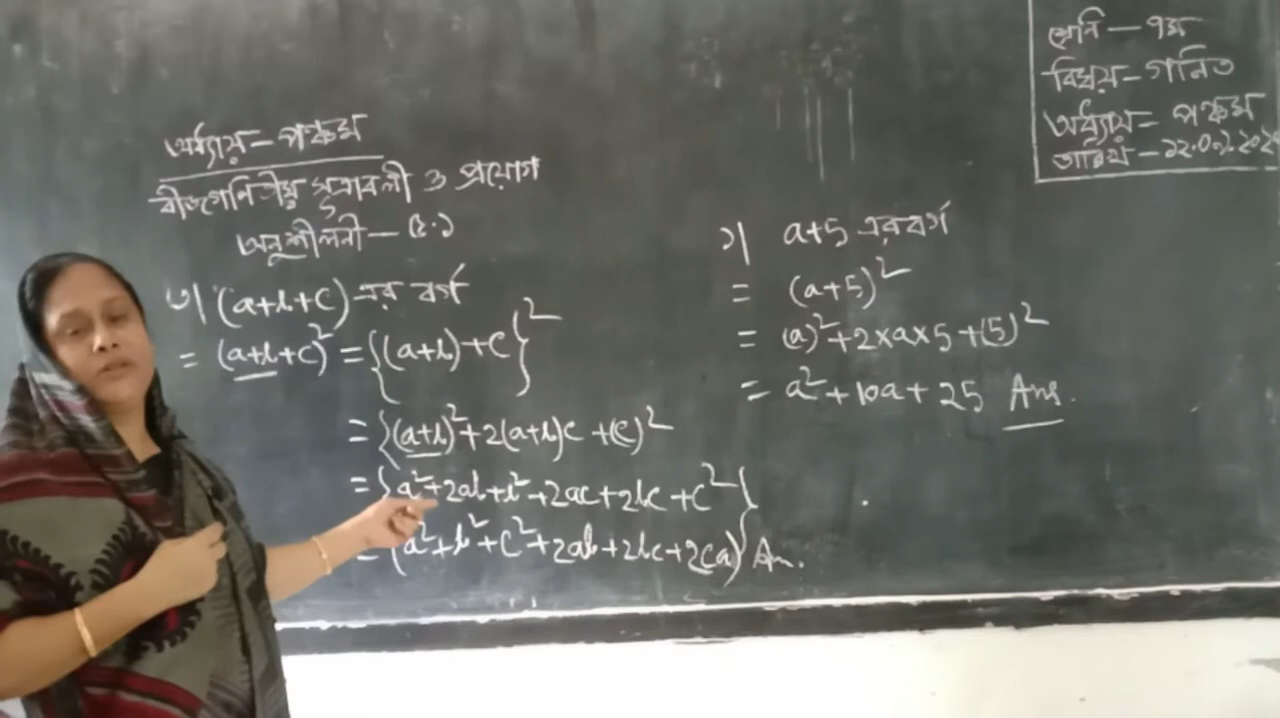 অধ্যায়-পঞ্চম
বীজগণিতীয় সূত্রাবলী ও প্রয়োগ
অনুশীলনী- ৫.১
৩। (a+b+c) এর বর্গ
= (a+b+c)² = {(a+b)+c}²
= {(a+b)²+2(a+b)c+(c)²
= {a²+2ab+b²+2ac+2bc+c²}
= (a²+b²+c²+2ab+2bc+2ca) An.
১। a+5 এর বর্গ
= (a+5)²
= (a)²+2×a×5+(5)²
= a²+10a+25 Ans.
শ্রেনি-৭ম
বিষয়-গনিত
অধ্যায়= পঞ্চম
তারিখ-